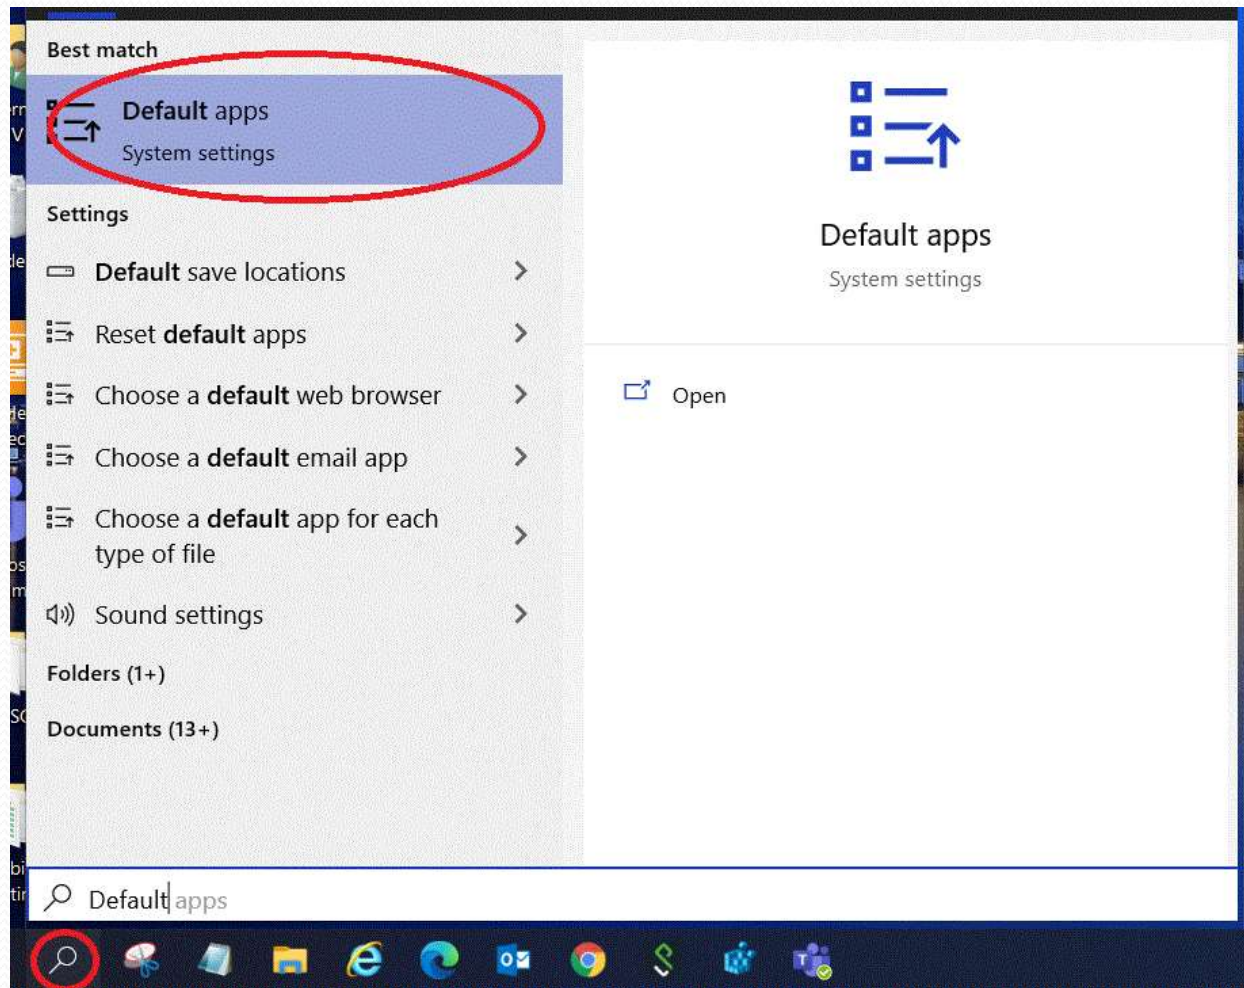 Best match
Default apps
System settings
Settings
Default save locations
Reset default apps
Choose a default web browser
Choose a default email app
Choose a default app for each
type of file
Sound settings
Folders (1+)
Documents (13+)
Default apps
System settings
Open
Default apps